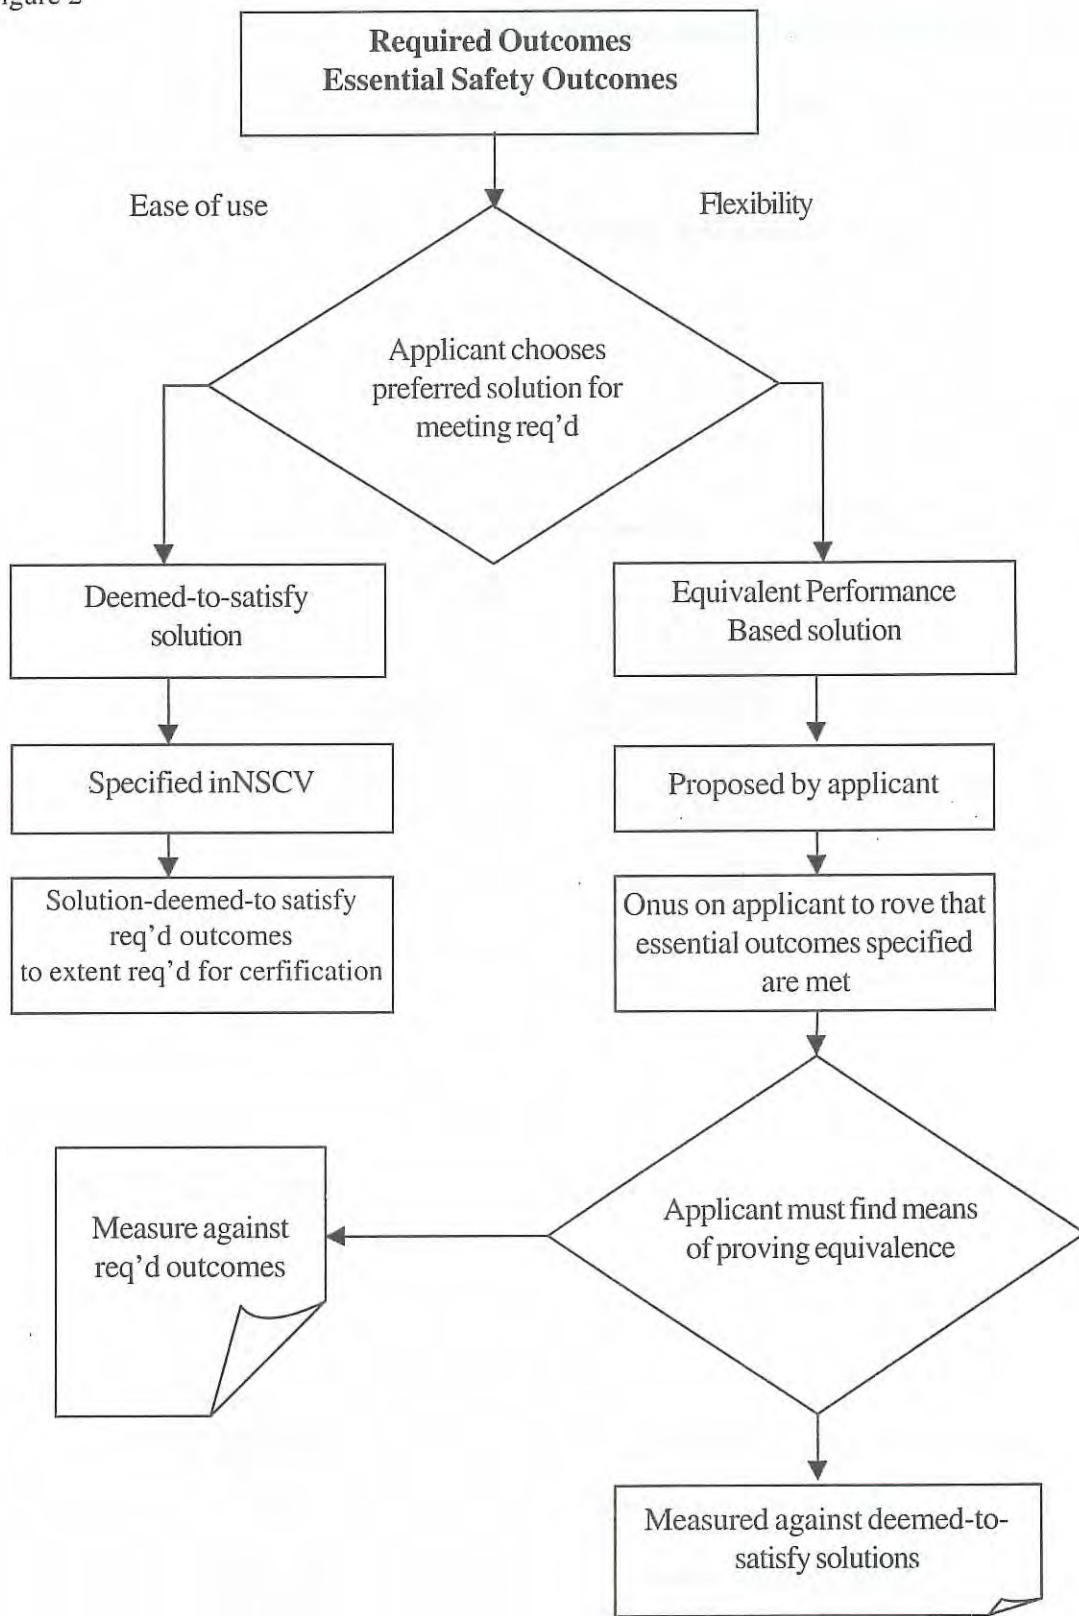 igure 2
Required Outcomes
Essential Safety Outcomes
Ease of use
Flexibility
Applicant chooses
preferred solution for
meeting req'd
Deemed-to-satisfy
solution
Equivalent Performance
Based solution
Specified inNSCV
Proposed by applicant
Solution-deemed-to satisfy
req'd outcomes
to extent req'd for cerfification
Onus on applicant to rove that
essential outcomes specified
are met
Measure against
req'd outcomes
Applicant must find means
of proving equivalence
Measured against deemed-to-
satisfy solutions